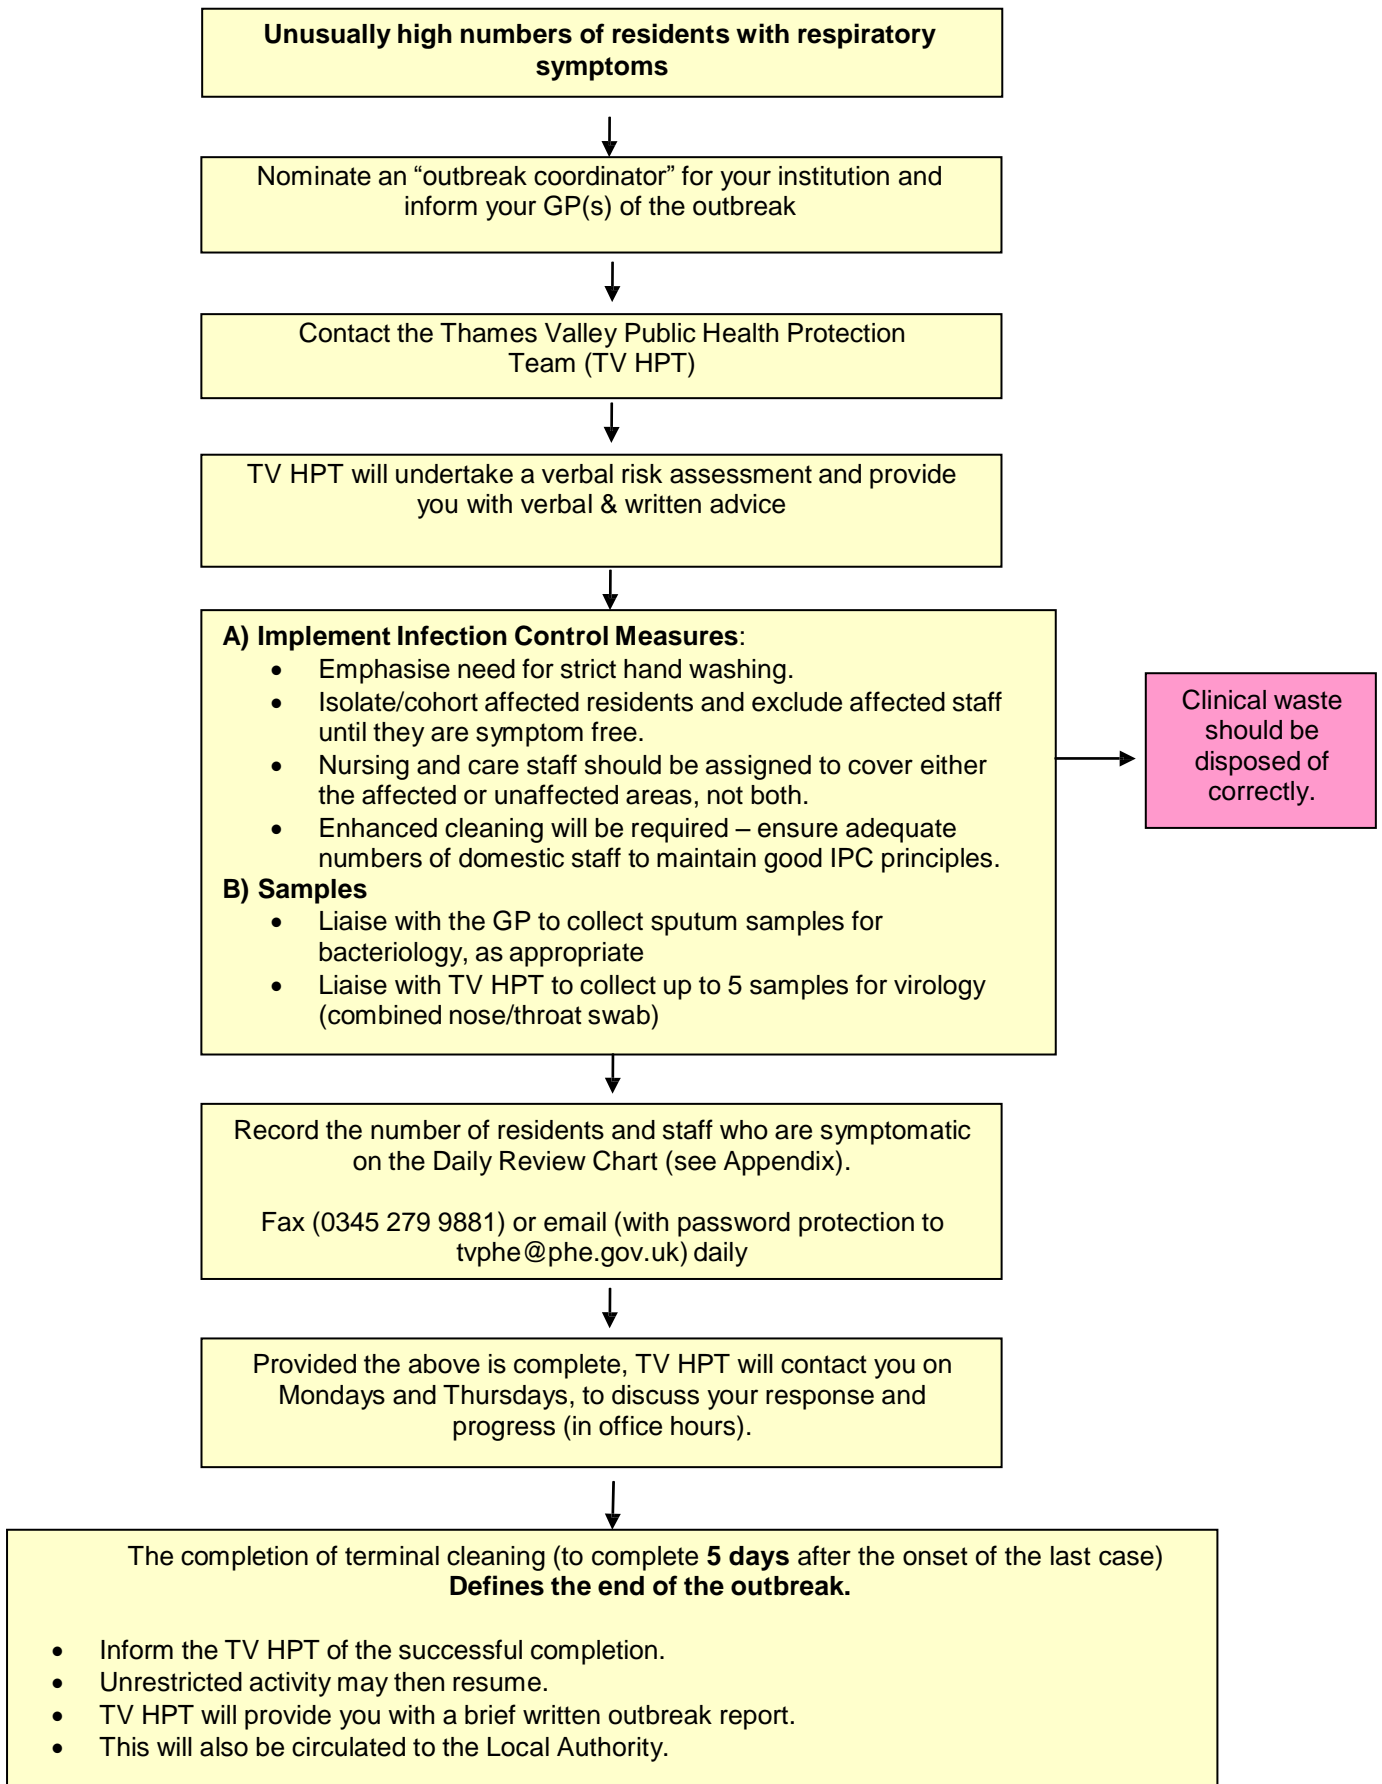 Unusually high numbers of residents with respiratory
symptoms
Nominate an “outbreak coordinator” for your institution and
inform your GP(s) of the outbreak
Contact the Thames Valley Public Health Protection
Team (TV HPT)
TV HPT will undertake a verbal risk assessment and provide
you with verbal & written advice
A) Implement Infection Control Measures:
• Emphasise need for strict hand washing.
• Isolate/cohort affected residents and exclude affected staff
until they are symptom free.
• Nursing and care staff should be assigned to cover either
the affected or unaffected areas, not both.
• Enhanced cleaning will be required – ensure adequate
numbers of domestic staff to maintain good IPC principles.
B) Samples
• Liaise with the GP to collect sputum samples for
bacteriology, as appropriate
• Liaise with TV HPT to collect up to 5 samples for virology
(combined nose/throat swab)
Clinical waste
should be
disposed of
correctly.
Record the number of residents and staff who are symptomatic
on the Daily Review Chart (see Appendix).
Fax (0345 279 9881) or email (with password protection to
tvphe@phe.gov.uk) daily
Provided the above is complete, TV HPT will contact you on
Mondays and Thursdays, to discuss your response and
progress (in office hours).
The completion of terminal cleaning (to complete 5 days after the onset of the last case)
Defines the end of the outbreak.
• Inform the TV HPT of the successful completion.
• Unrestricted activity may then resume.
• TV HPT will provide you with a brief written outbreak report.
• This will also be circulated to the Local Authority.